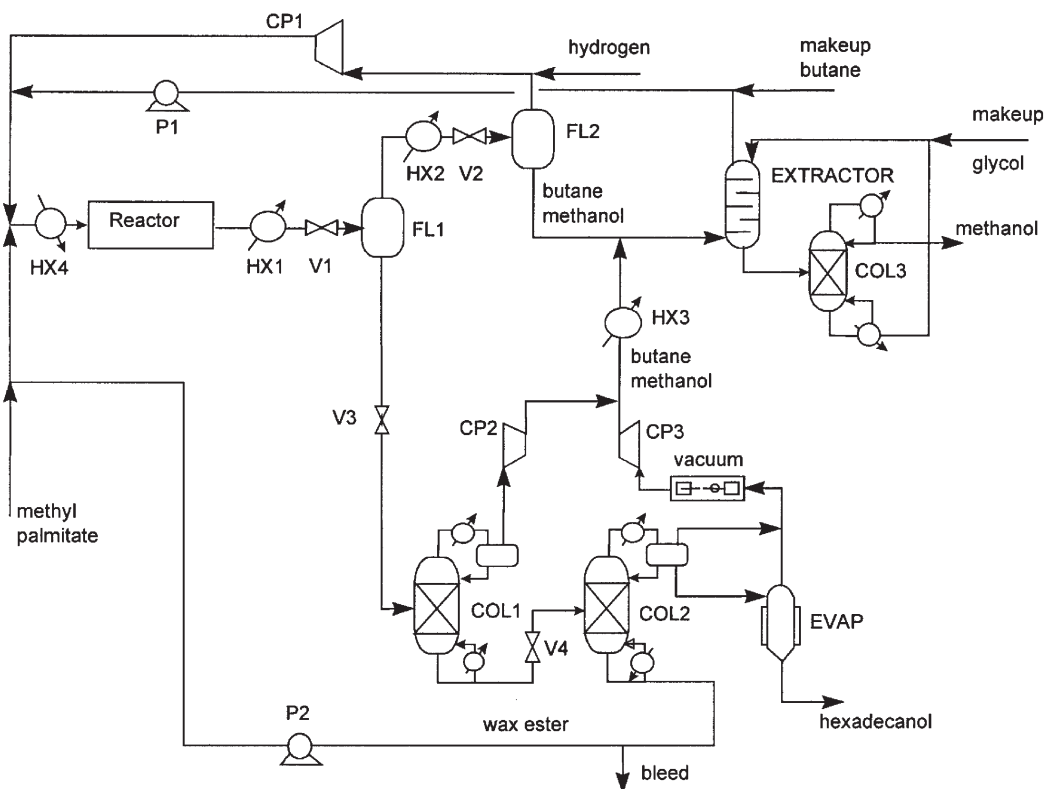 CP1
hydrogen
makeup
butane
P1
FL2
makeup
glycol
HX2 V2
EXTRACTOR
butane
methanol
Reactor
FL1
methanol
HX4
HX1 V1
COL3
HX3
butane
methanol
V3
CP2
CP3
vacuum
methyl
palmitate
COL1
COL2
EVAP
V4
P2
wax ester
hexadecanol
bleed